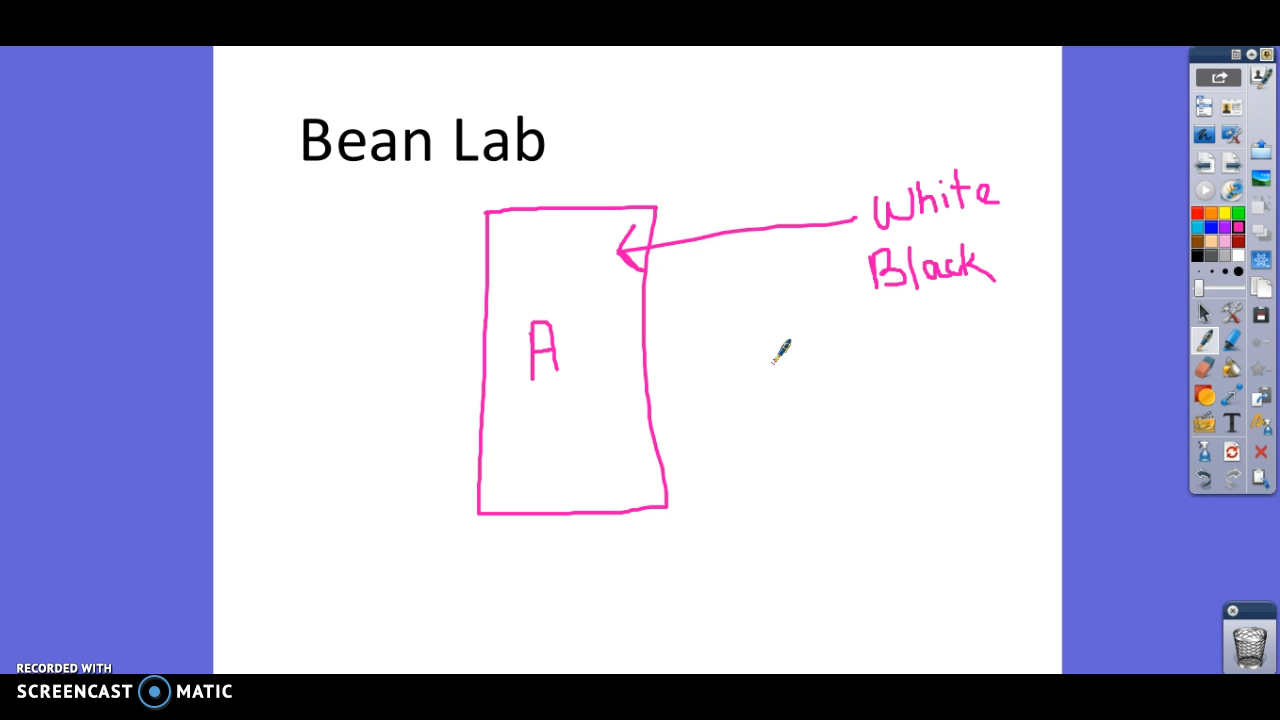 Bean Lab
White
Black
A
RECORDED WITH
SCREENCAST MATIC